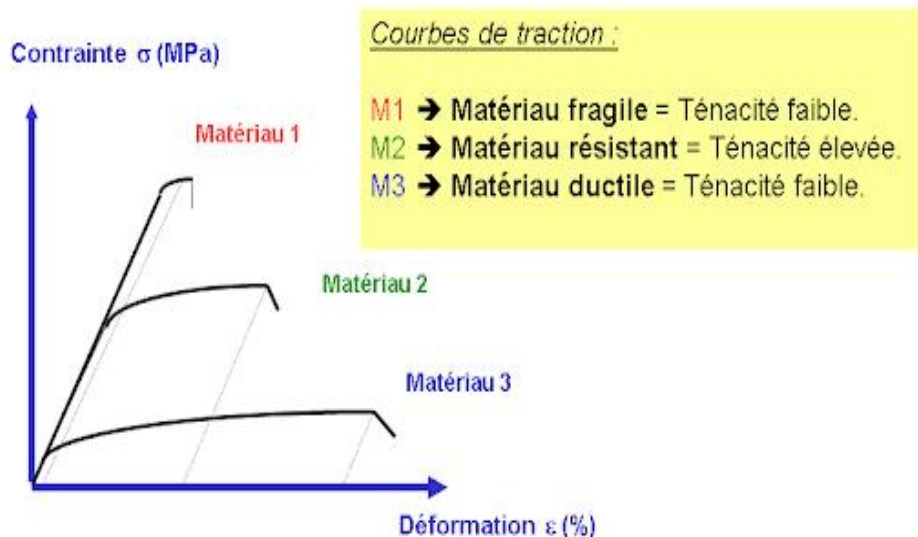 Courbes de traction :
Contrainte σ (MPa)
M1 ➔ Matériau fragile = Ténacité faible.
M2 ➔ Matériau résistant = Ténacité élevée.
M3 ➔ Matériau ductile = Ténacité faible.
Matériau 1
Matériau 2
Matériau 3
Déformation ε (%)